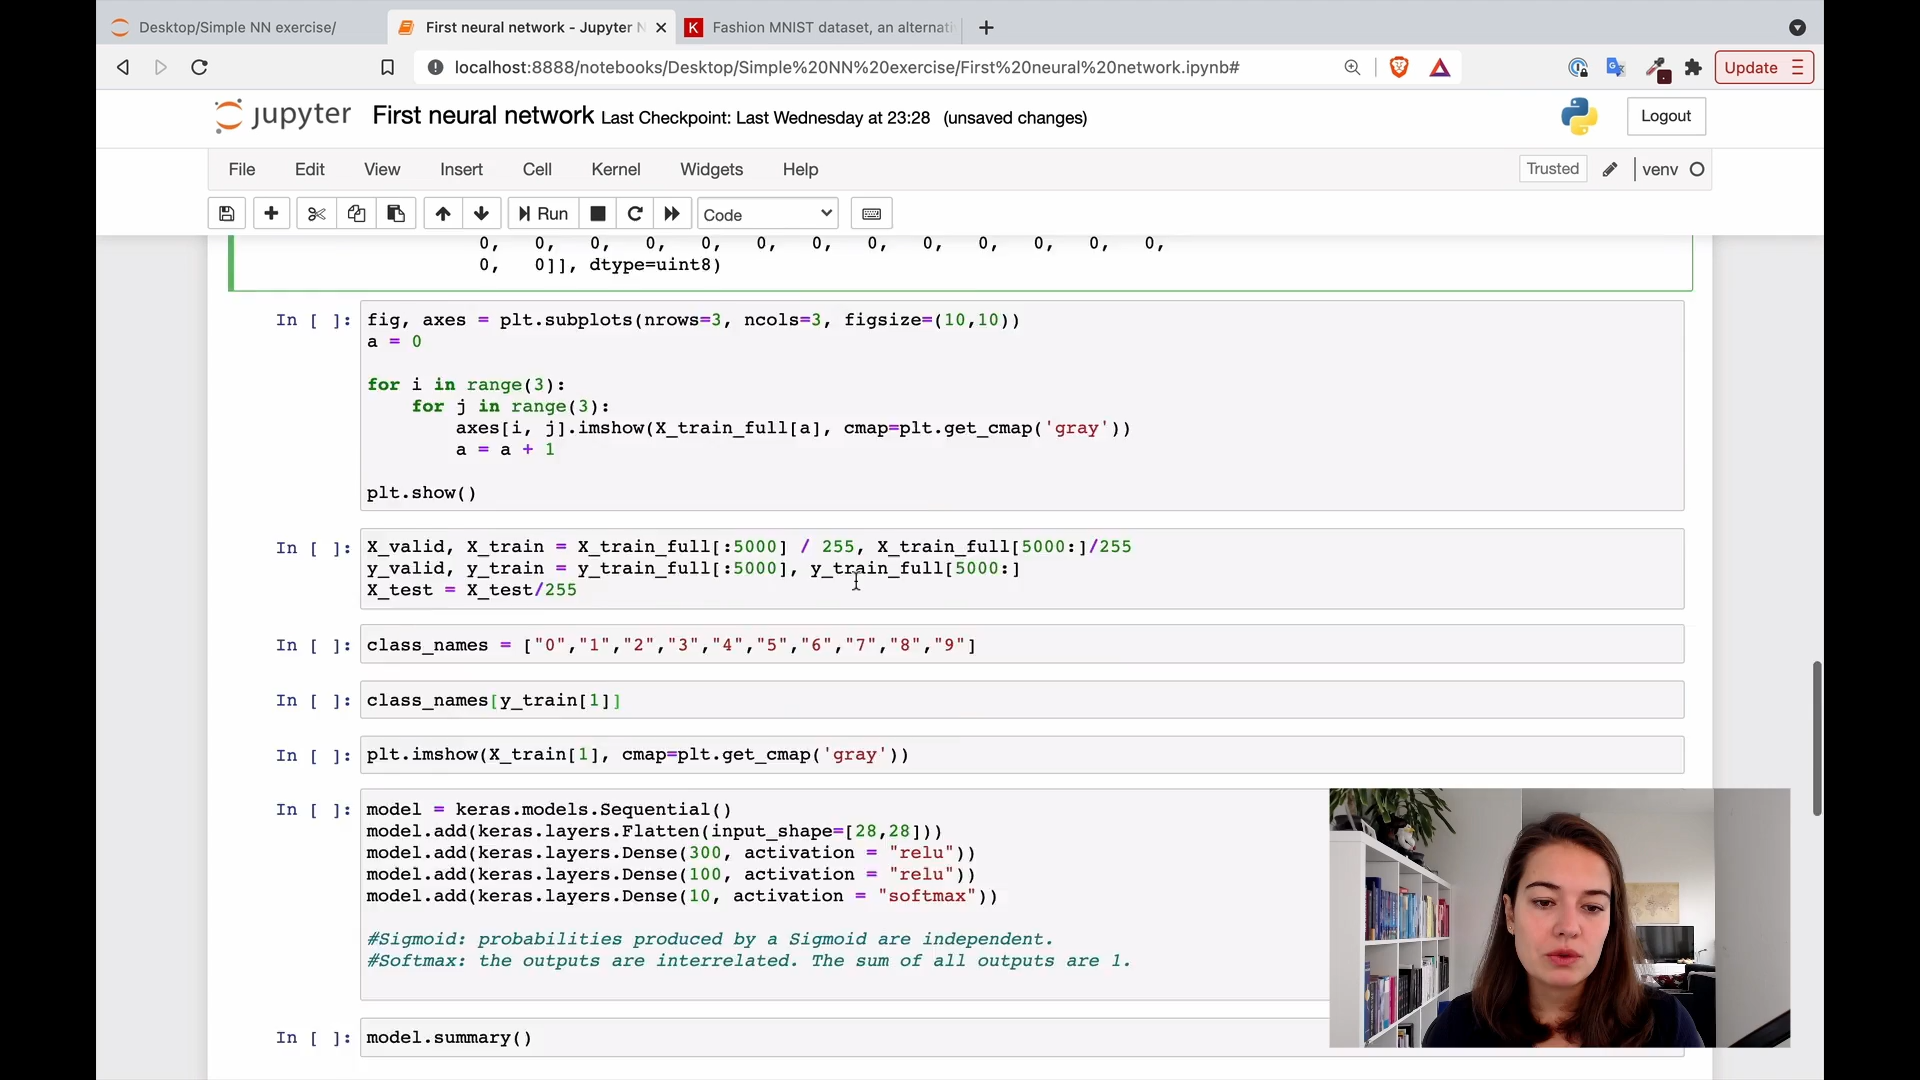 Desktop/Simple NN exercise/
First neural network - Jupyter N
K
Fashion MNIST dataset, an alternati
localhost:8888/notebooks/Desktop/Simple%20NN%20exercise/First%20neural%20network.ipynb#
Update
jupyter
First neural network Last Checkpoint: Last Wednesday at 23:28 (unsaved changes)
Logout
File Edit View Insert Cell Kernel Widgets Help
Trusted
venv
Run
Code
0, 0, 0, 0, 0, 0, 0, 0, 0, 0, 0, 0, 0,
0, 0]], dtype=uint8)
In [ ]: fig, axes = plt.subplots(nrows=3, ncols=3, figsize=(10,10))
a = 0
for i in range(3):
for j in range(3):
axes[i, j].imshow(X_train_full[a], cmap=plt.get_cmap('gray'))
a = a + 1
plt.show()
In [ ]: X_valid, X_train = X_train_full[:5000] / 255, X_train_full[5000:]/255
y_valid, y_train = y_train_full[:5000], y_train_full[5000:]
X_test = X_test/255
In [ ]: class_names = ["0","1","2","3","4","5","6","7","8","9"]
In [ ]: class_names[y_train[1]]
In [ ]: plt.imshow(X_train[1], cmap=plt.get_cmap('gray'))
In [ ]: model = keras.models.Sequential()
model.add(keras.layers.Flatten(input_shape=[28,28]))
model.add(keras.layers.Dense(300, activation = "relu"))
model.add(keras.layers.Dense(100, activation = "relu"))
model.add(keras.layers.Dense(10, activation = "softmax"))
#Sigmoid: probabilities produced by a Sigmoid are independent.
#Softmax: the outputs are interrelated. The sum of all outputs are 1.
In [ ]: model.summary()